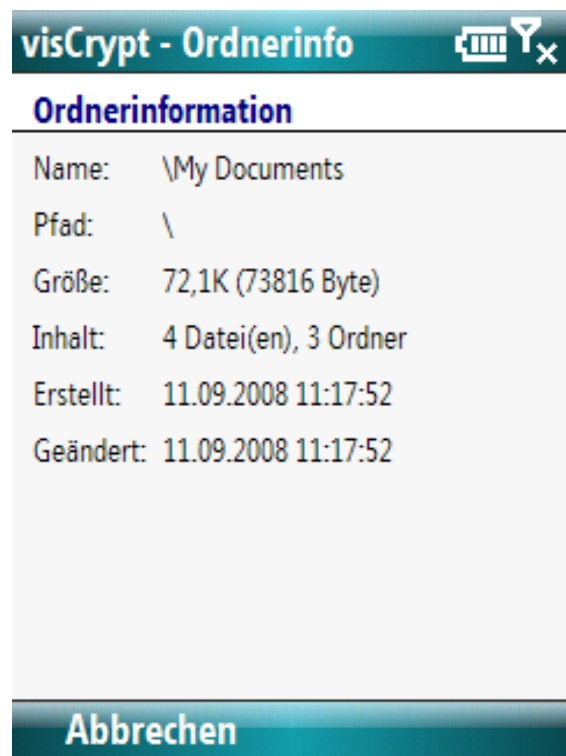 visCrypt - Ordnerinfo
Ordnerinformation
Name: \My Documents
Pfad: \
Größe: 72,1K (73816 Byte)
Inhalt: 4 Datei(en), 3 Ordner
Erstellt: 11.09.2008 11:17:52
Geändert: 11.09.2008 11:17:52
Abbrechen